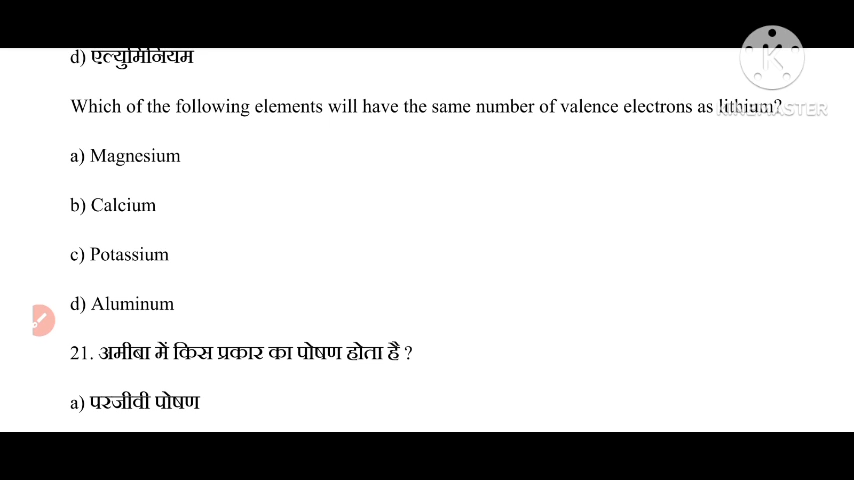 d) एल्युमिनियम
Which of the following elements will have the same number of valence electrons as lithium?
KINEMASTER
a) Magnesium
b) Calcium
c) Potassium
d) Aluminum
21. अमीबा में किस प्रकार का पोषण होता है ?
a) परजीवी पोषण